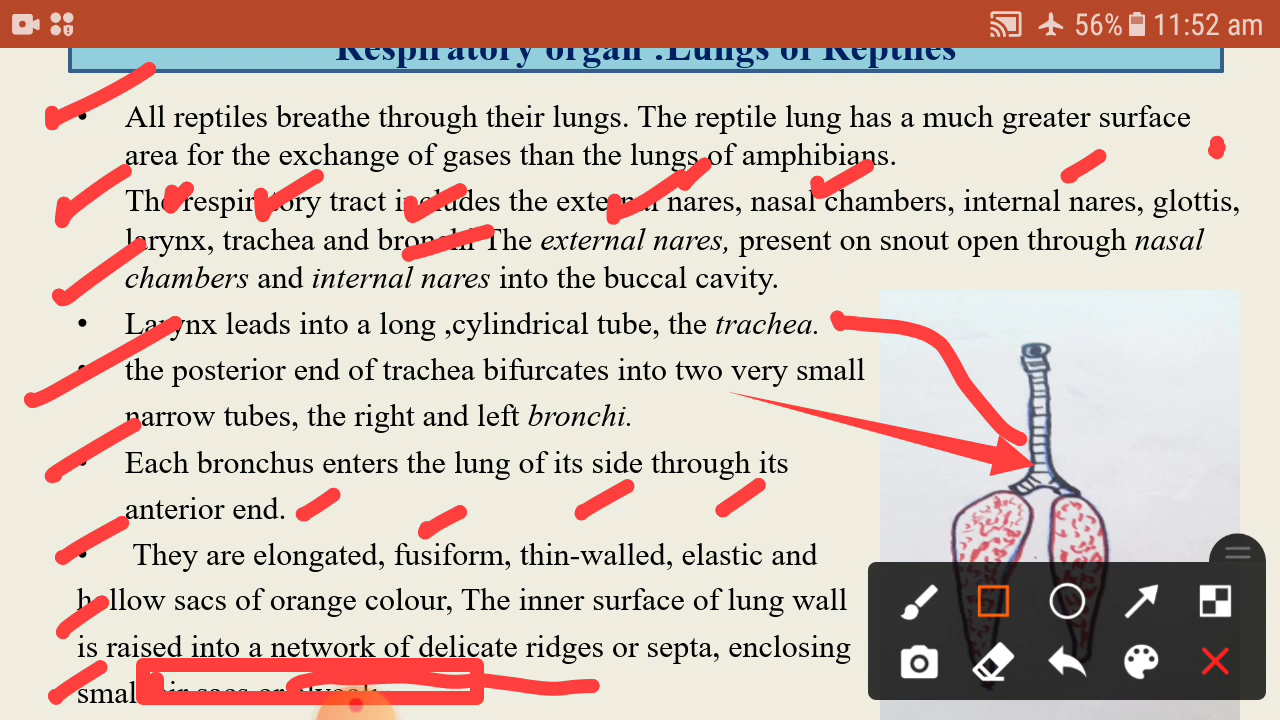 56% 11:52 am
Respiratory organ :Lungs of Reptiles
• All reptiles breathe through their lungs. The reptile lung has a much greater surface
area for the exchange of gases than the lungs of amphibians.
The respiratory tract includes the external nares, nasal chambers, internal nares, glottis,
larynx, trachea and bronchi The external nares, present on snout open through nasal
chambers and internal nares into the buccal cavity.
• Larynx leads into a long ,cylindrical tube, the trachea.
• the posterior end of trachea bifurcates into two very small
narrow tubes, the right and left bronchi.
• Each bronchus enters the lung of its side through its
anterior end.
• They are elongated, fusiform, thin-walled, elastic and
hollow sacs of orange colour, The inner surface of lung wall
is raised into a network of delicate ridges or septa, enclosing
small air sacs or alveoli.